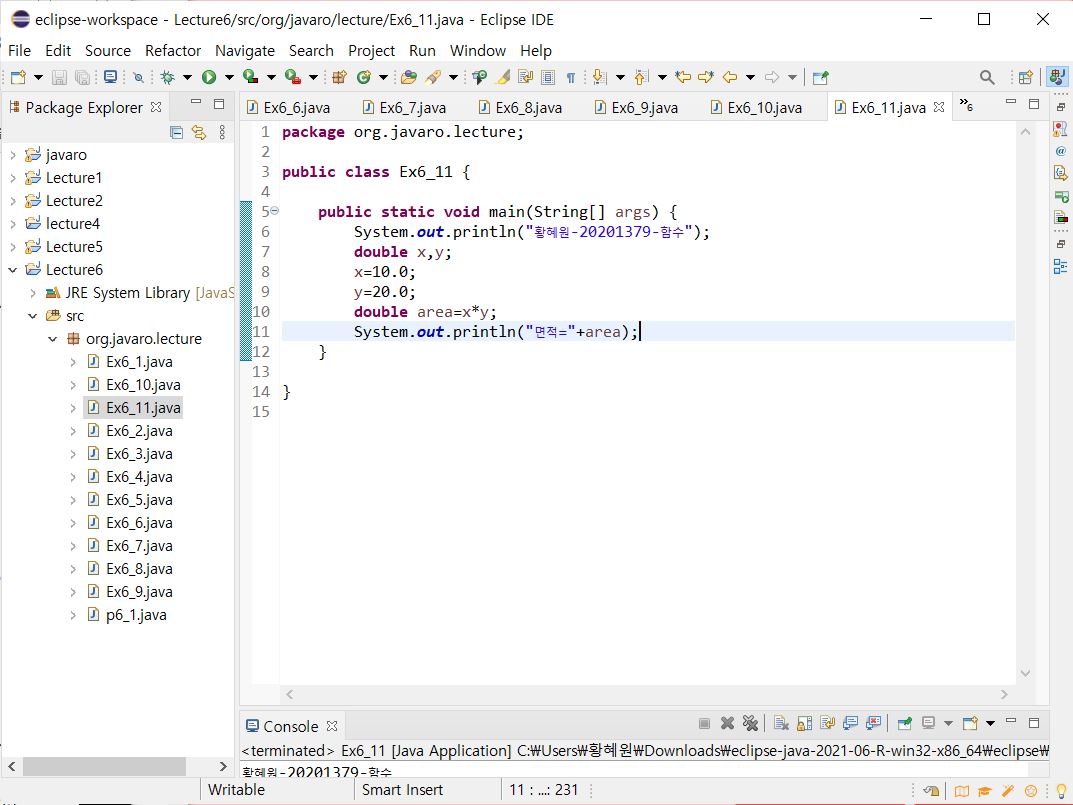 eclipse-workspace - Lecture6/src/org/javaro/lecture/Ex6_11.java - Eclipse IDE
File Edit Source Refactor Navigate Search Project Run Window Help
Package Explorer
Ex6_6.java Ex6_7.java Ex6_8.java Ex6_9.java Ex6_10.java Ex6_11.java »6
javaro
Lecture1
Lecture2
lecture4
Lecture5
Lecture6
JRE System Library [JavaS
src
org.javaro.lecture
Ex6_1.java
Ex6_10.java
Ex6_11.java
Ex6_2.java
Ex6_3.java
Ex6_4.java
Ex6_5.java
Ex6_6.java
Ex6_7.java
Ex6_8.java
Ex6_9.java
p6_1.java
1 package org.javaro.lecture;
2
3 public class Ex6_11 {
4
5 public static void main(String[] args) {
6 System.out.println("황혜원-20201379-함수");
7 double x,y;
8 x=10.0;
9 y=20.0;
10 double area=x*y;
11 System.out.println("면적="+area);
12 }
13
14 }
15
Console
<terminated> Ex6_11 [Java Application] C:₩Users₩황혜원₩Downloads₩eclipse-java-2021-06-R-win32-x86_64₩eclipse₩
황혜원-20201379-함수
Writable Smart Insert 11 : ...: 231